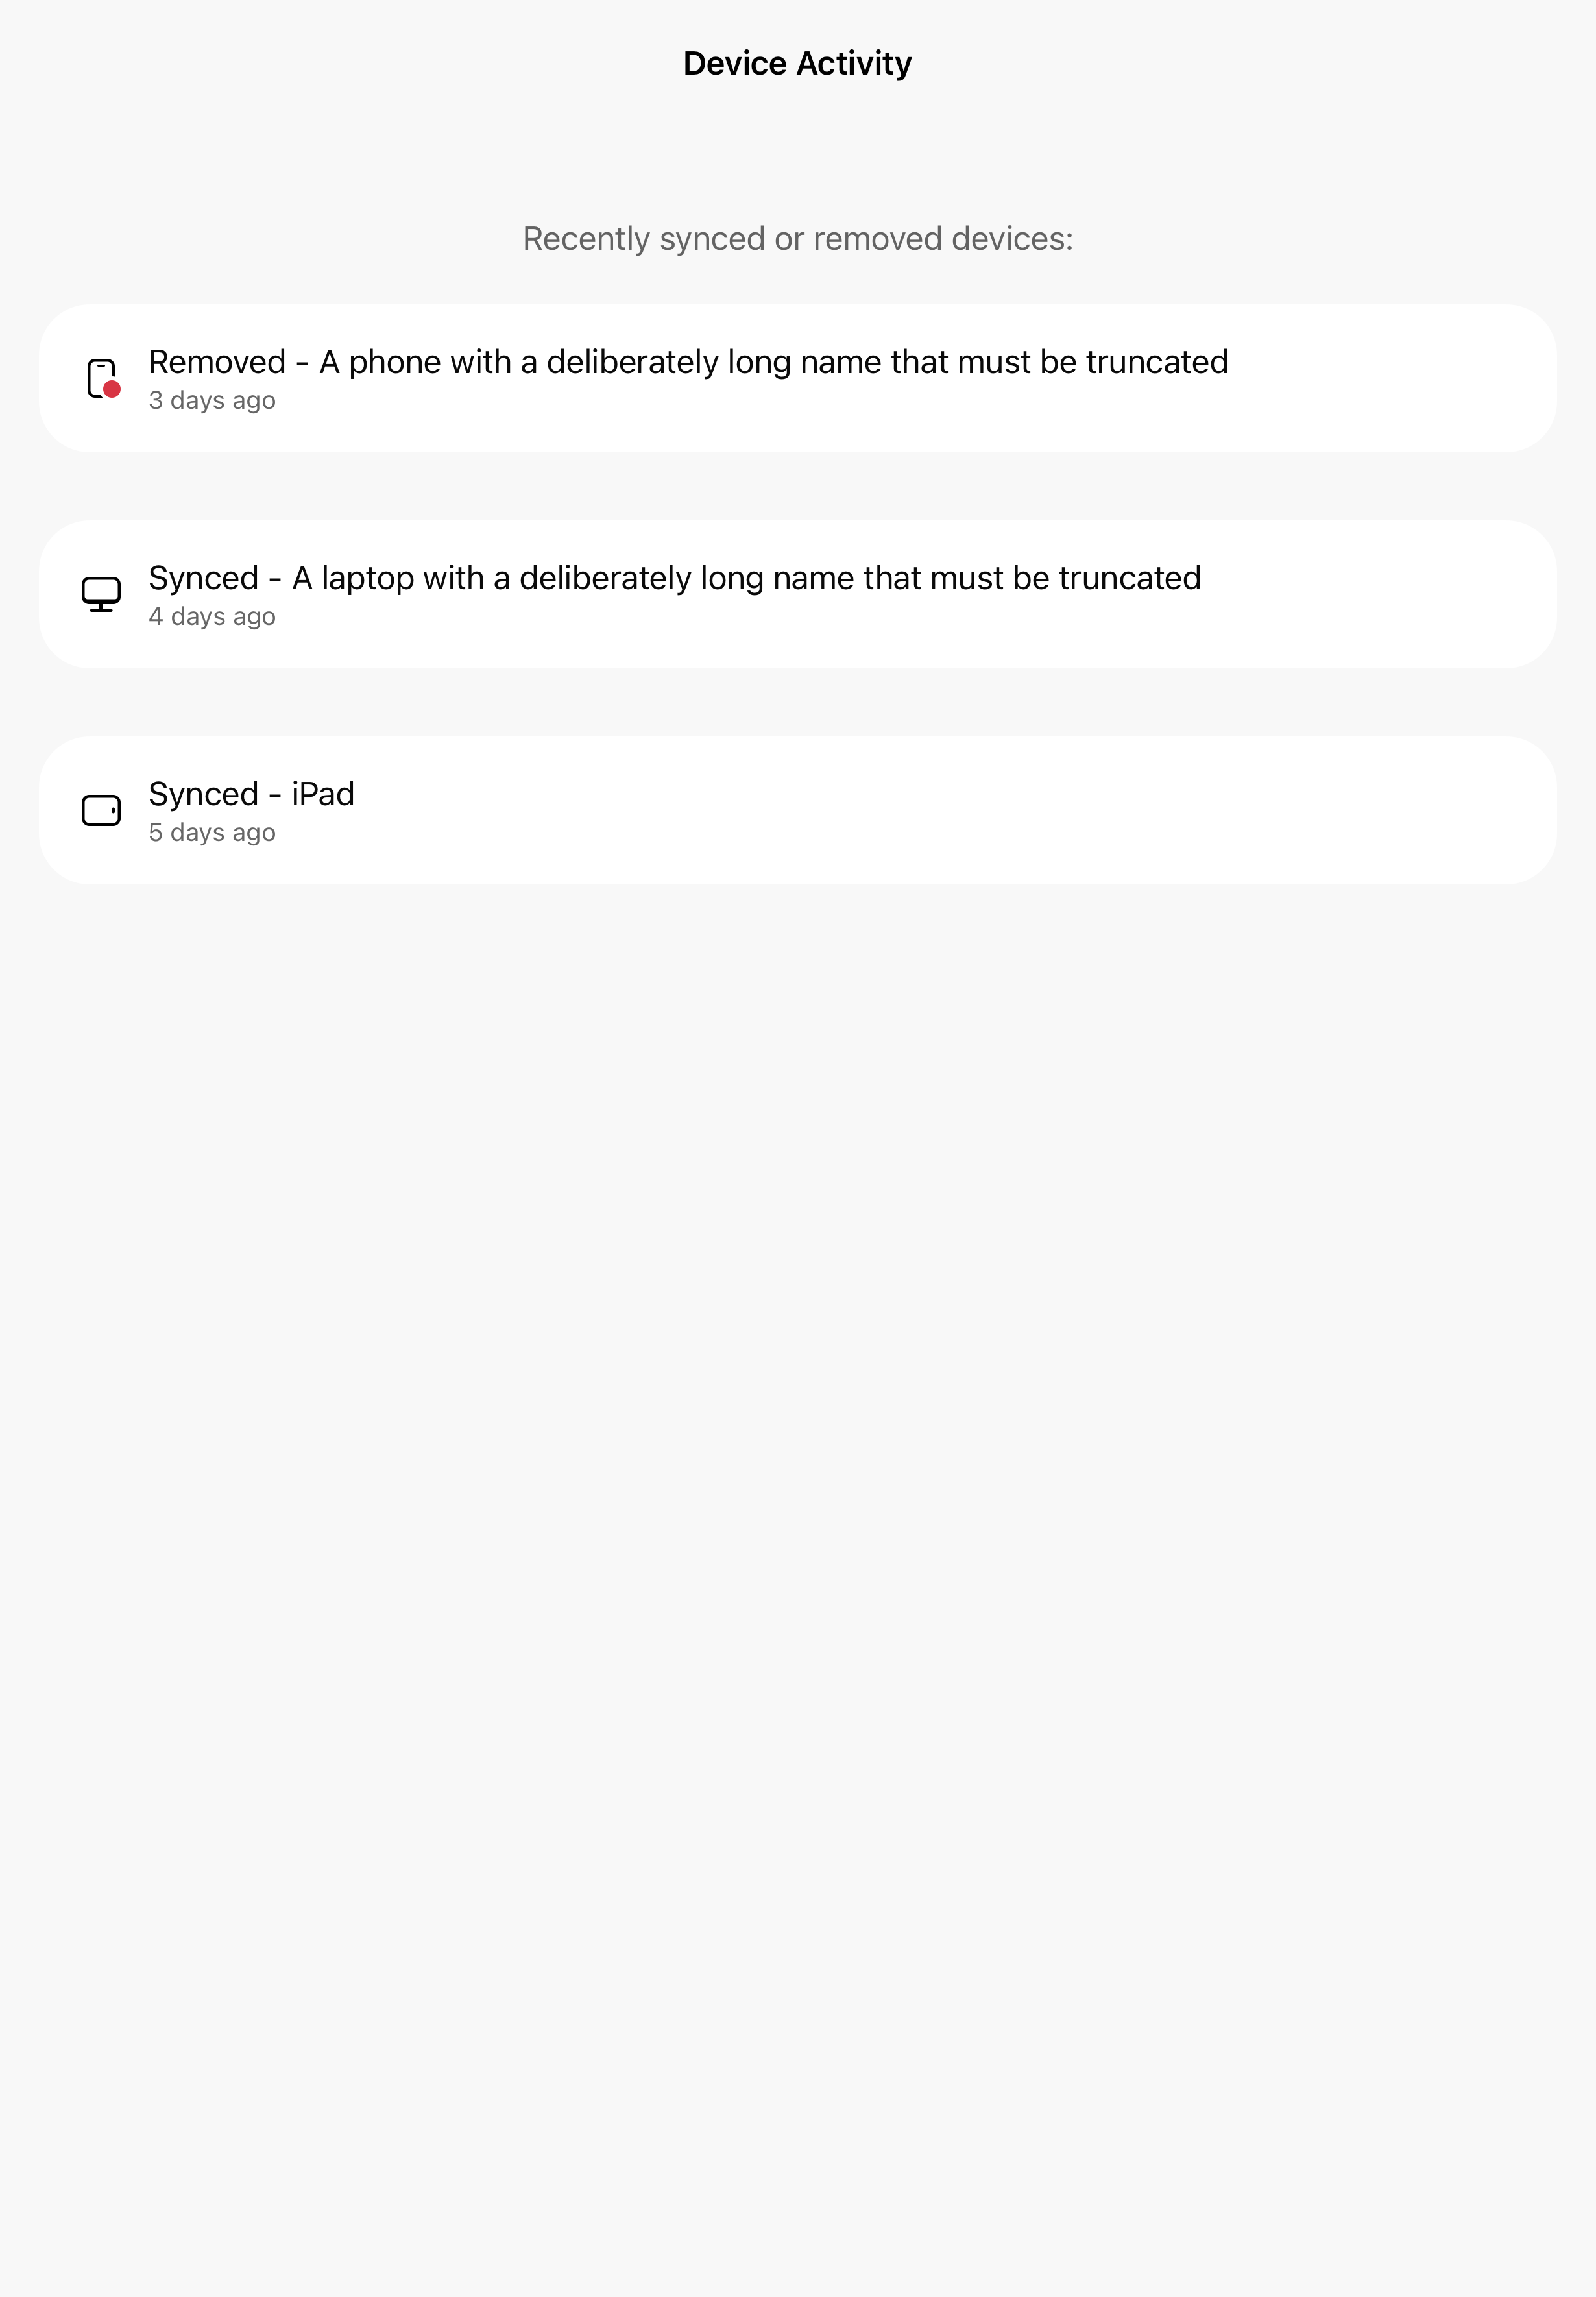 Device Activity
Recently synced or removed devices:
Removed - A phone with a deliberately long name that must be truncated
3 days ago
Synced - A laptop with a deliberately long name that must be truncated
4 days ago
Synced - iPad
5 days ago